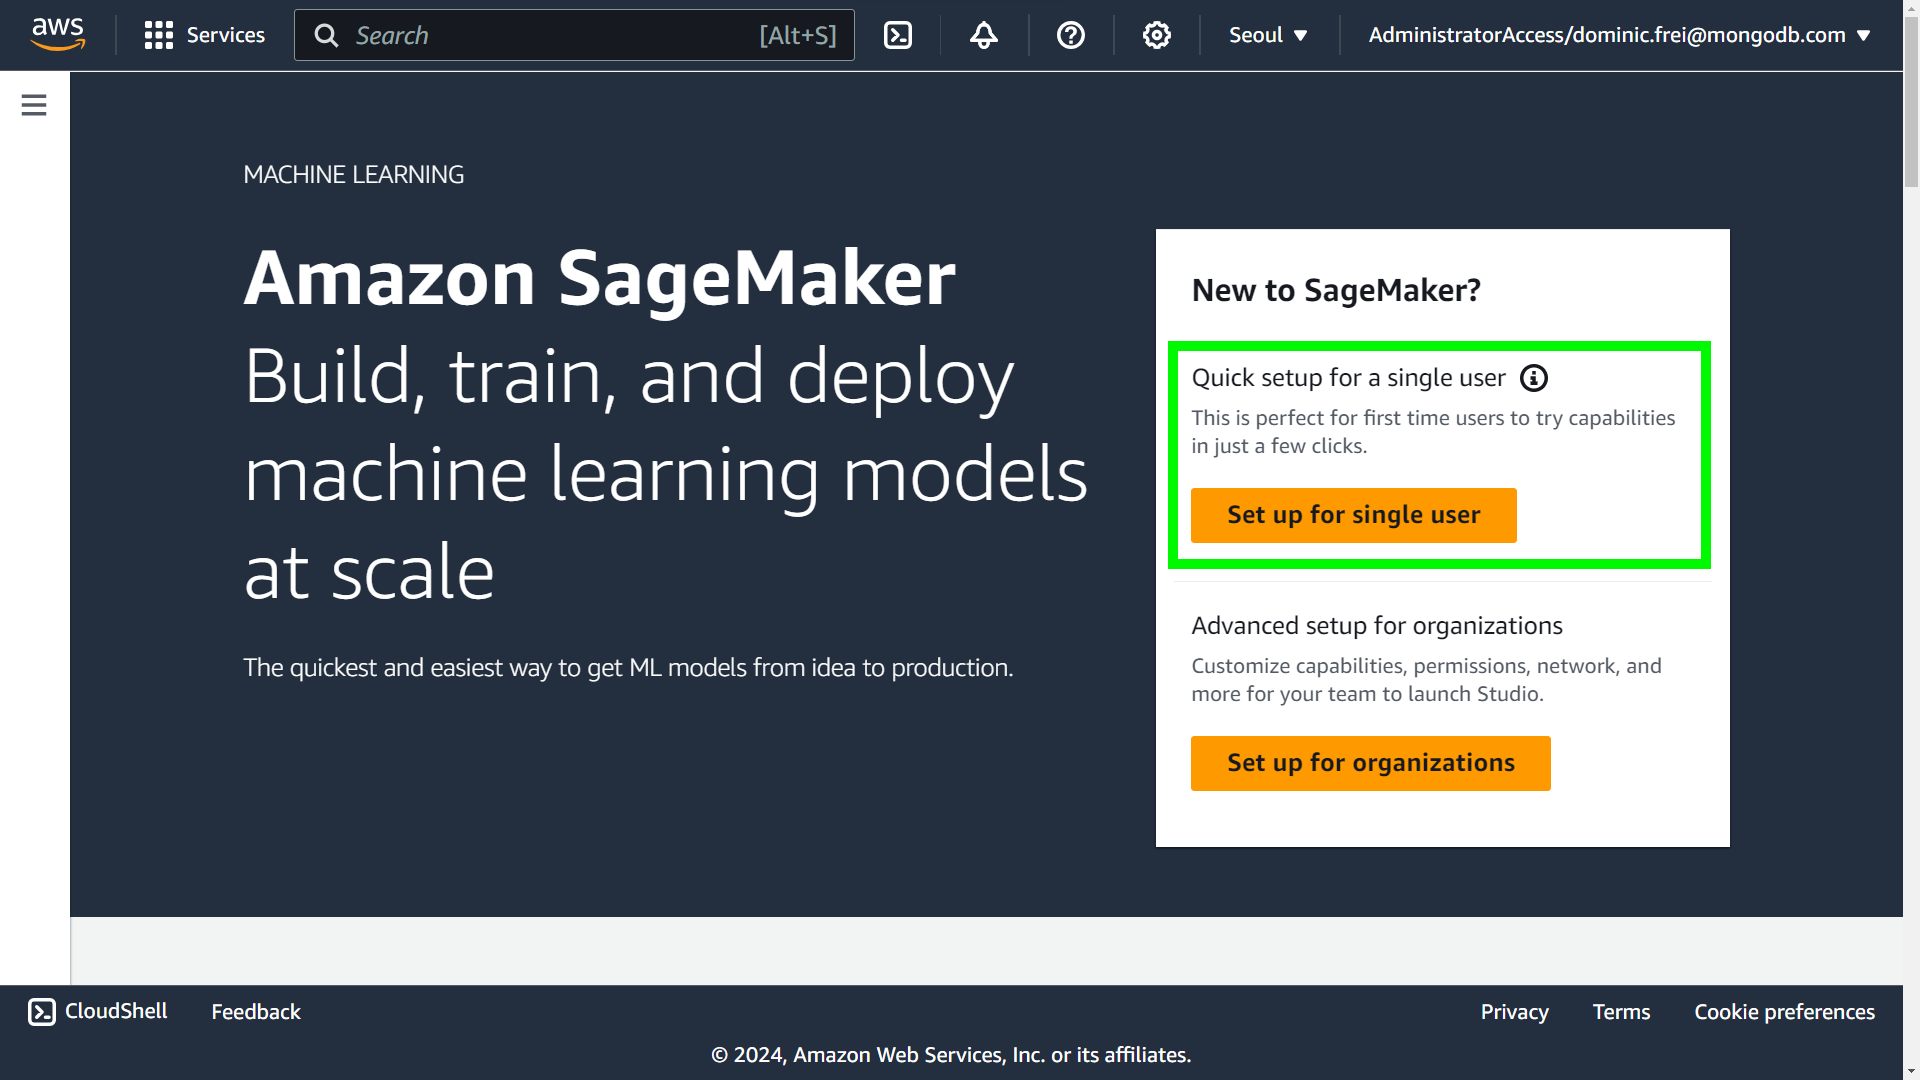 aws
Services
Search
[Alt+S]
Seoul
AdministratorAccess/dominic.frei@mongodb.com
MACHINE LEARNING
Amazon SageMaker
Build, train, and deploy
machine learning models
at scale
The quickest and easiest way to get ML models from idea to production.
New to SageMaker?
Quick setup for a single user
This is perfect for first time users to try capabilities
in just a few clicks.
Set up for single user
Advanced setup for organizations
Customize capabilities, permissions, network, and
more for your team to launch Studio.
Set up for organizations
CloudShell
Feedback
Privacy
Terms
Cookie preferences
© 2024, Amazon Web Services, Inc. or its affiliates.